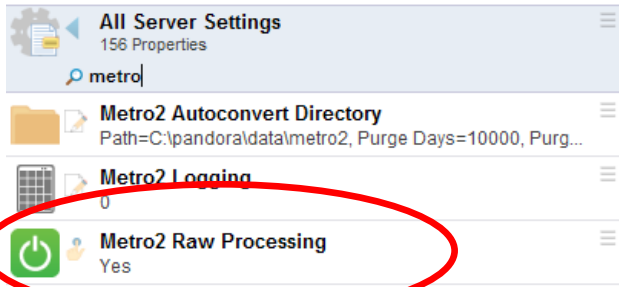 All Server Settings
156 Properties
metro
Metro2 Autoconvert Directory
Path=C:\pandora\data\metro2, Purge Days=10000, Purg...
Metro2 Logging
0
Metro2 Raw Processing
Yes